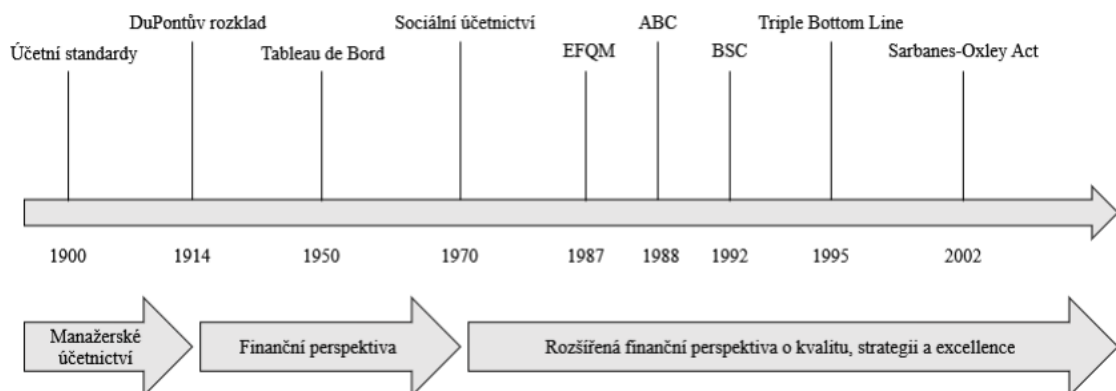 DuPontův rozklad
Sociální účetnictví
ABC
Triple Bottom Line
Účetní standardy
Tableau de Bord
EFQM
BSC
Sarbanes-Oxley Act
1900
1914
1950
1970
1987
1988
1992
1995
2002
Manažerské
účetnictví
Finanční perspektiva
Rozšířená finanční perspektiva o kvalitu, strategii a excellence